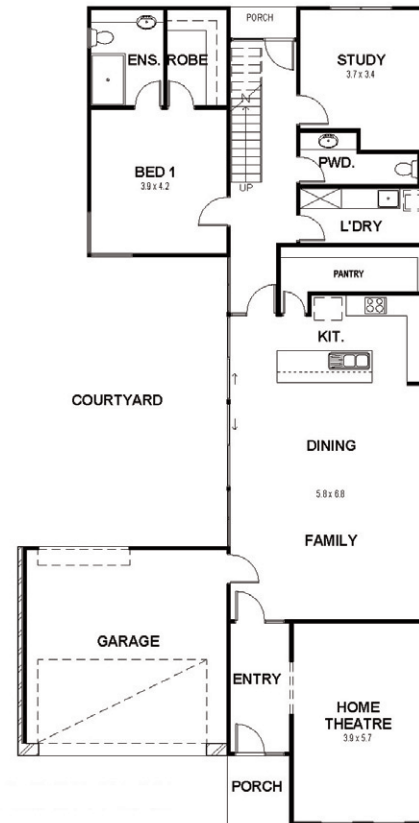 PORCH
STUDY
3.7 x 3.4
ENS. ROBE
PWD.
BED 1
3.9 x 4.2
UP
L'DRY
PANTRY
KIT.
COURTYARD
DINING
5.8 x 6.8
FAMILY
GARAGE
ENTRY
HOME
THEATRE
3.9 x 5.7
PORCH